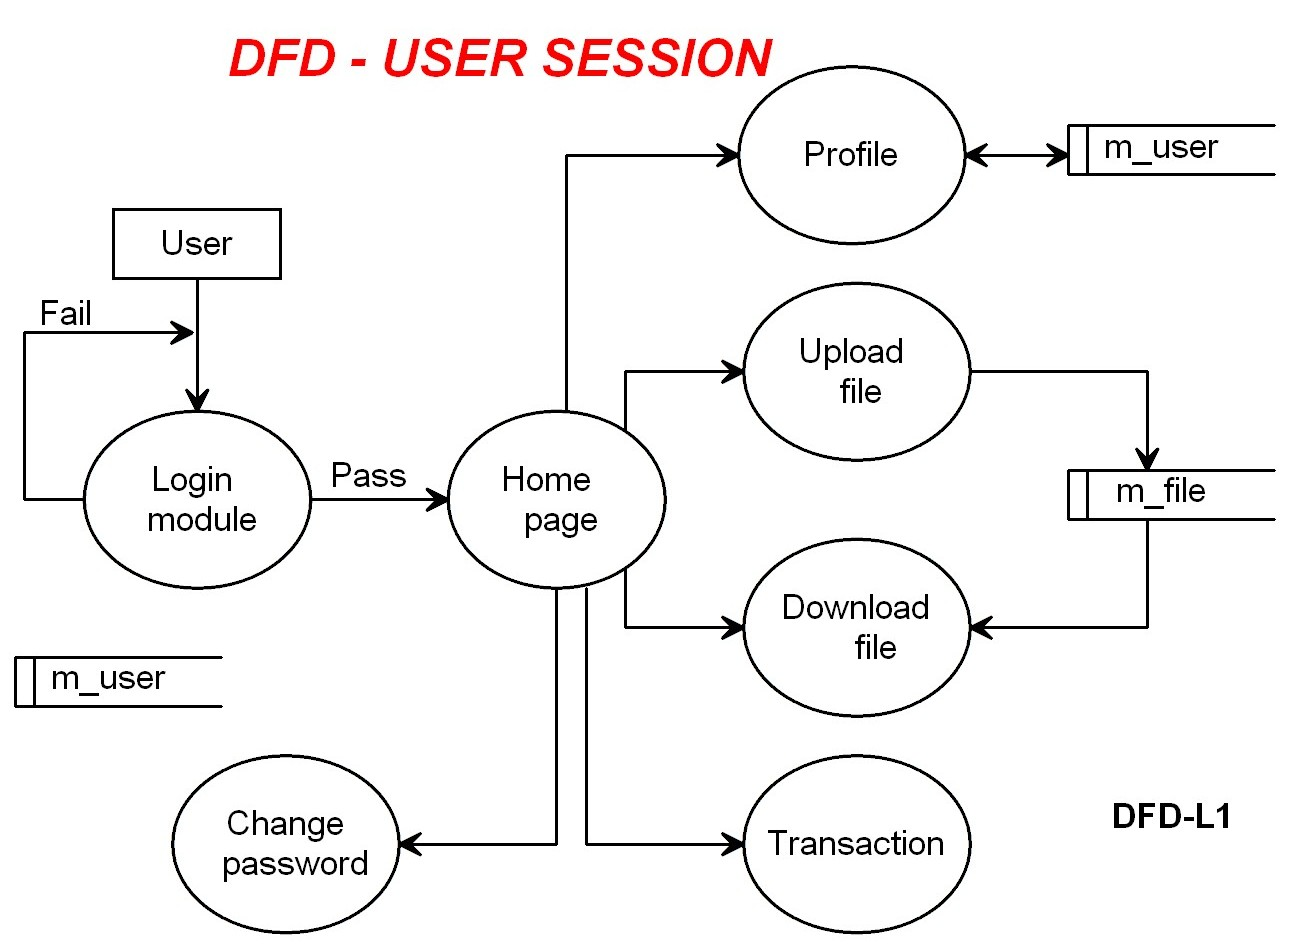 DFD - USER SESSION
Profile
m_user
User
Fail
Upload
file
Login
module
Pass
Home
page
m_file
Download
file
m_user
Change
password
Transaction
DFD-L1